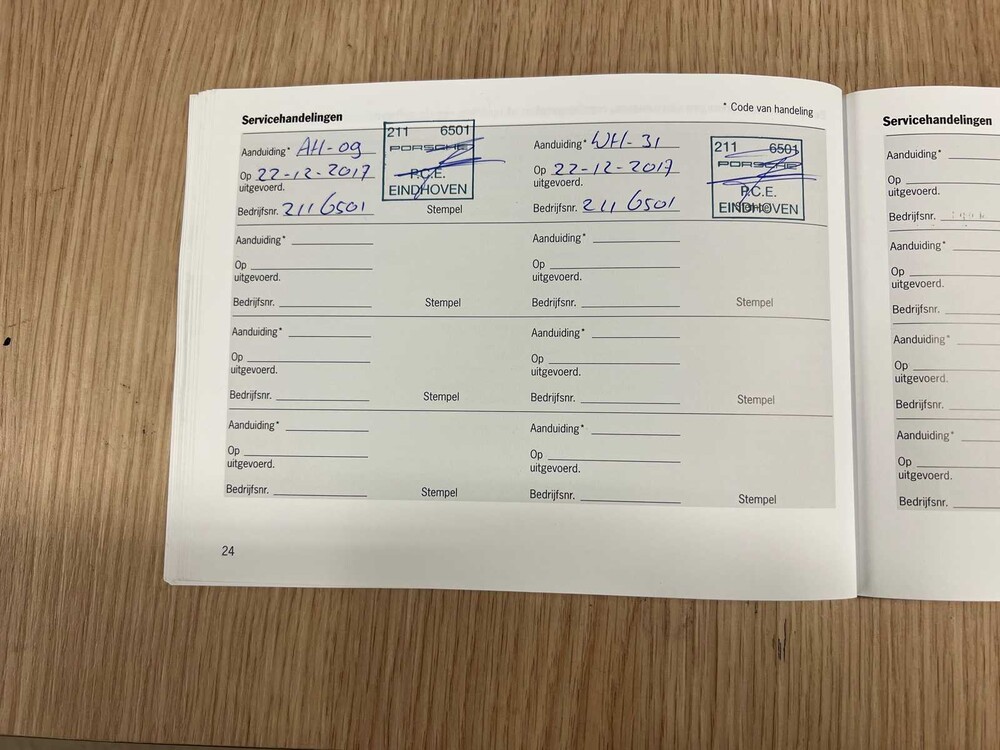 Servicehandelingen
* Code van handeling
Aanduiding* AH-09
Op 22-12-2017
uitgevoerd.
Bedrijfsnr. 2116501
Stempel
211 6501
PORSCHE
P.C.E.
EINDHOVEN
Aanduiding* WH-31
Op 22-12-2017
uitgevoerd.
Bedrijfsnr. 2116501
211 6501
PORSCHE
P.C.E.
EINDHOVEN
Aanduiding*
Op
uitgevoerd.
Bedrijfsnr.
Stempel
Aanduiding*
Op
uitgevoerd.
Bedrijfsnr.
Stempel
Aanduiding*
Op
uitgevoerd.
Bedrijfsnr.
Stempel
Aanduiding*
Op
uitgevoerd.
Bedrijfsnr.
Stempel
Aanduiding*
Op
uitgevoerd.
Bedrijfsnr.
Stempel
Aanduiding*
Op
uitgevoerd.
Bedrijfsnr.
Stempel
24
Servicehandelingen
Aanduiding*
Op
uitgevoerd.
Bedrijfsnr.
Aanduiding*
Op
uitgevoerd.
Bedrijfsnr.
Aanduiding*
Op
uitgevoerd.
Bedrijfsnr.
Aanduiding*
Op
uitgevoerd.
Bedrijfsnr.